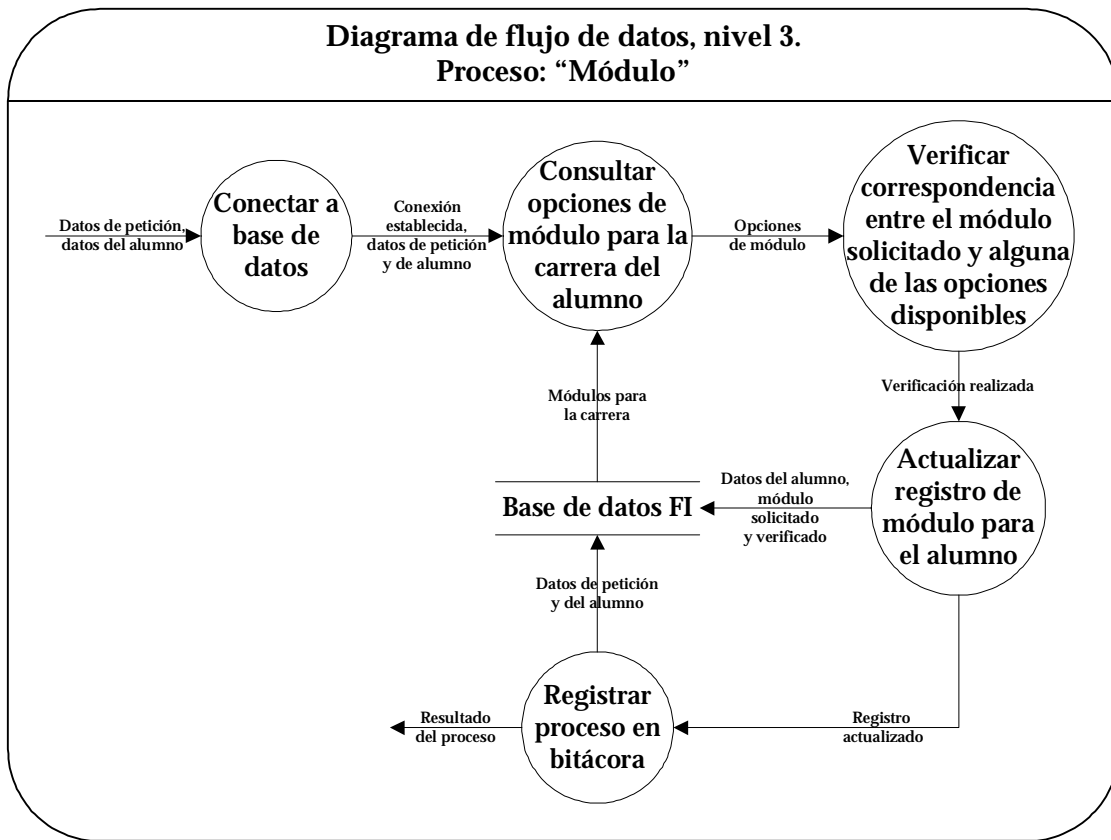 Diagrama de flujo de datos, nivel 3.
Proceso: “Módulo”
Datos de petición,
datos del alumno
Conectar a
base de
datos
Conexión
establecida,
datos de petición
y de alumno
Consultar
opciones de
módulo para la
carrera del
alumno
Opciones
de módulo
Verificar
correspondencia
entre el módulo
solicitado y alguna
de las opciones
disponibles
Verificación realizada
Módulos para
la carrera
Actualizar
registro de
módulo para
el alumno
Datos del alumno,
módulo
solicitado
y verificado
Base de datos FI
Datos de petición
y del alumno
Registrar
proceso en
bitácora
Resultado
del proceso
Registro
actualizado